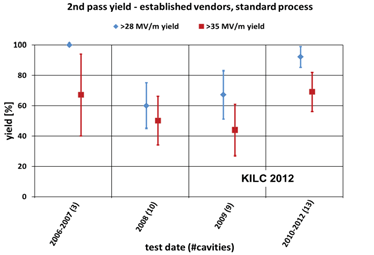 2nd pass yield - established vendors, standard process
>28 MV/m yield >35 MV/m yield
100
80
60
40
20
0
yield [%]
KILC 2012
2006-2007 (3)
2008 (10)
2009 (9)
2010-2012 (13)
test date (#cavities)